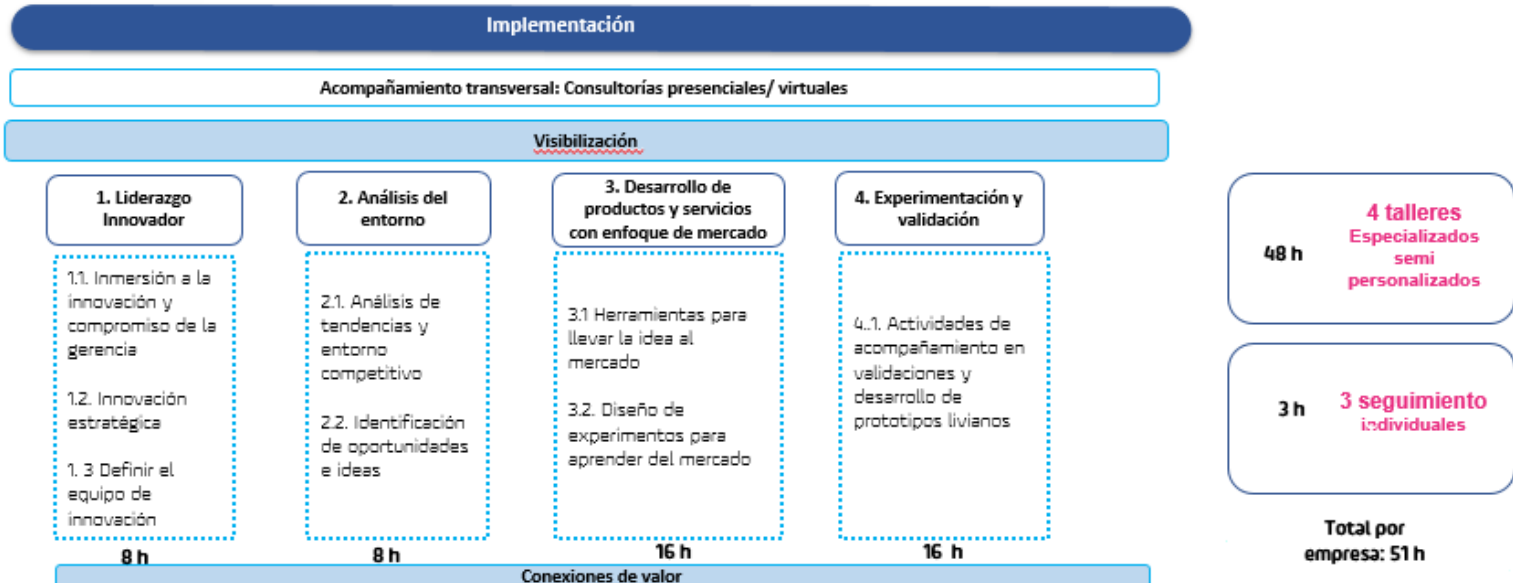 Implementación
Acompañamiento transversal: Consultorías presenciales/ virtuales
Visibilización
1. Liderazgo
Innovador
1.1. Inmersión a la
innovación y
compromiso de la
gerencia
1.2. Innovación
estratégica
1. 3 Definir el
equipo de
innovación
8 h
2. Análisis del
entorno
2.1. Análisis de
tendencias y
entorno
competitivo
2.2. Identificación
de oportunidades
e ideas
8 h
3. Desarrollo de
productos y servicios
con enfoque de mercado
3.1 Herramientas para
llevar la idea al
mercado
3.2. Diseño de
experimentos para
aprender del mercado
16 h
4. Experimentación y
validación
4..1. Actividades de
acompañamiento en
validaciones y
desarrollo de
prototipos livianos
16 h
Conexiones de valor
48 h
4 talleres
Especializados
semi
personalizados
3 h
3 seguimiento
individuales
Total por
empresa: 51 h